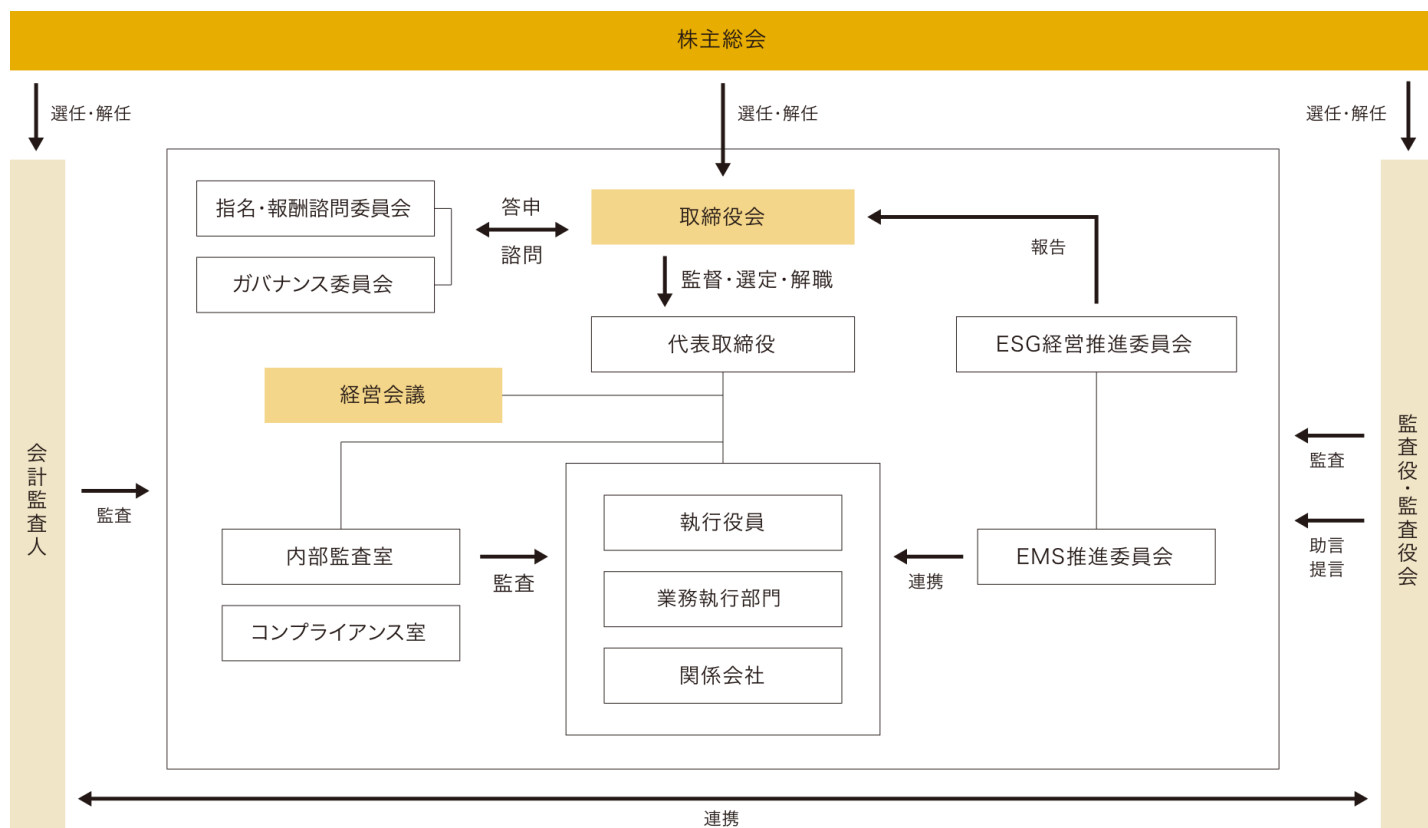 株主総会
選任・解任
選任・解任
選任・解任
指名・報酬諮問委員会
ガバナンス委員会
答申
諮問
取締役会
報告
監督・選定・解職
代表取締役
ESG経営推進委員会
経営会議
会計監査人
監査
監査役・監査役会
監査
助言
提言
内部監査室
監査
コンプライアンス室
執行役員
業務執行部門
関係会社
連携
EMS推進委員会
連携